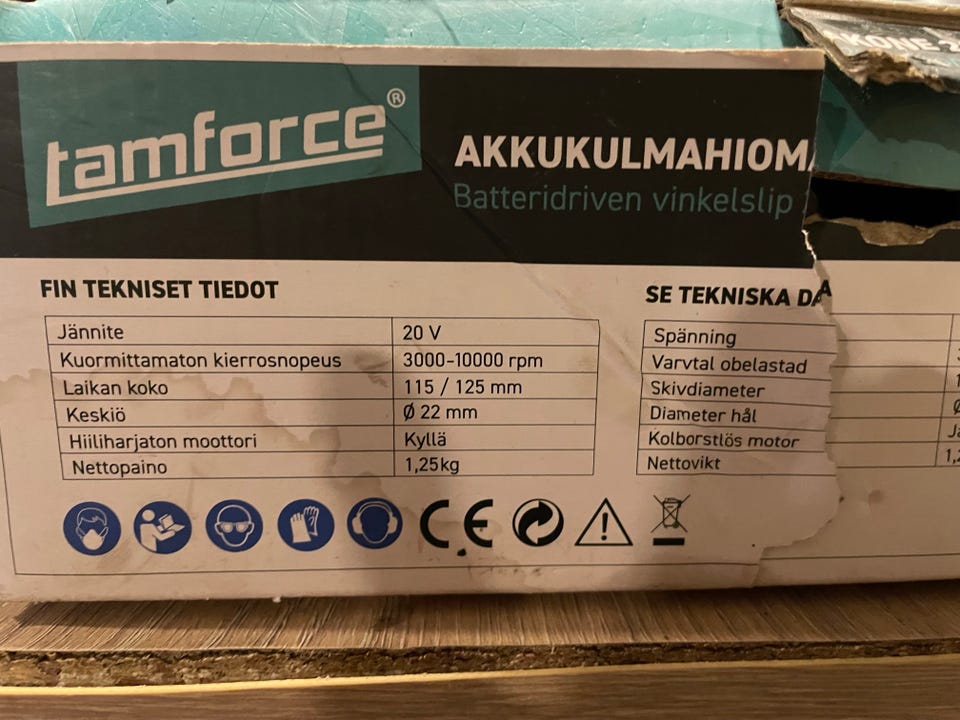 tamforce®
AKKUKULMAHIOM
Batteridriven vinkelslip
FIN TEKNISET TIEDOT
Jännite 20 V
Kuormittamaton kierrosnopeus 3000-10000 rpm
Laikan koko 115 / 125 mm
Keskiö Ø 22 mm
Hiiliharjaton moottori Kyllä
Nettopaino 1,25kg
SE TEKNISKA DA
Spänning
Varvtal obelastad
Skivdiameter
Diameter hål
Kolborstlös motor
Nettovikt
CE